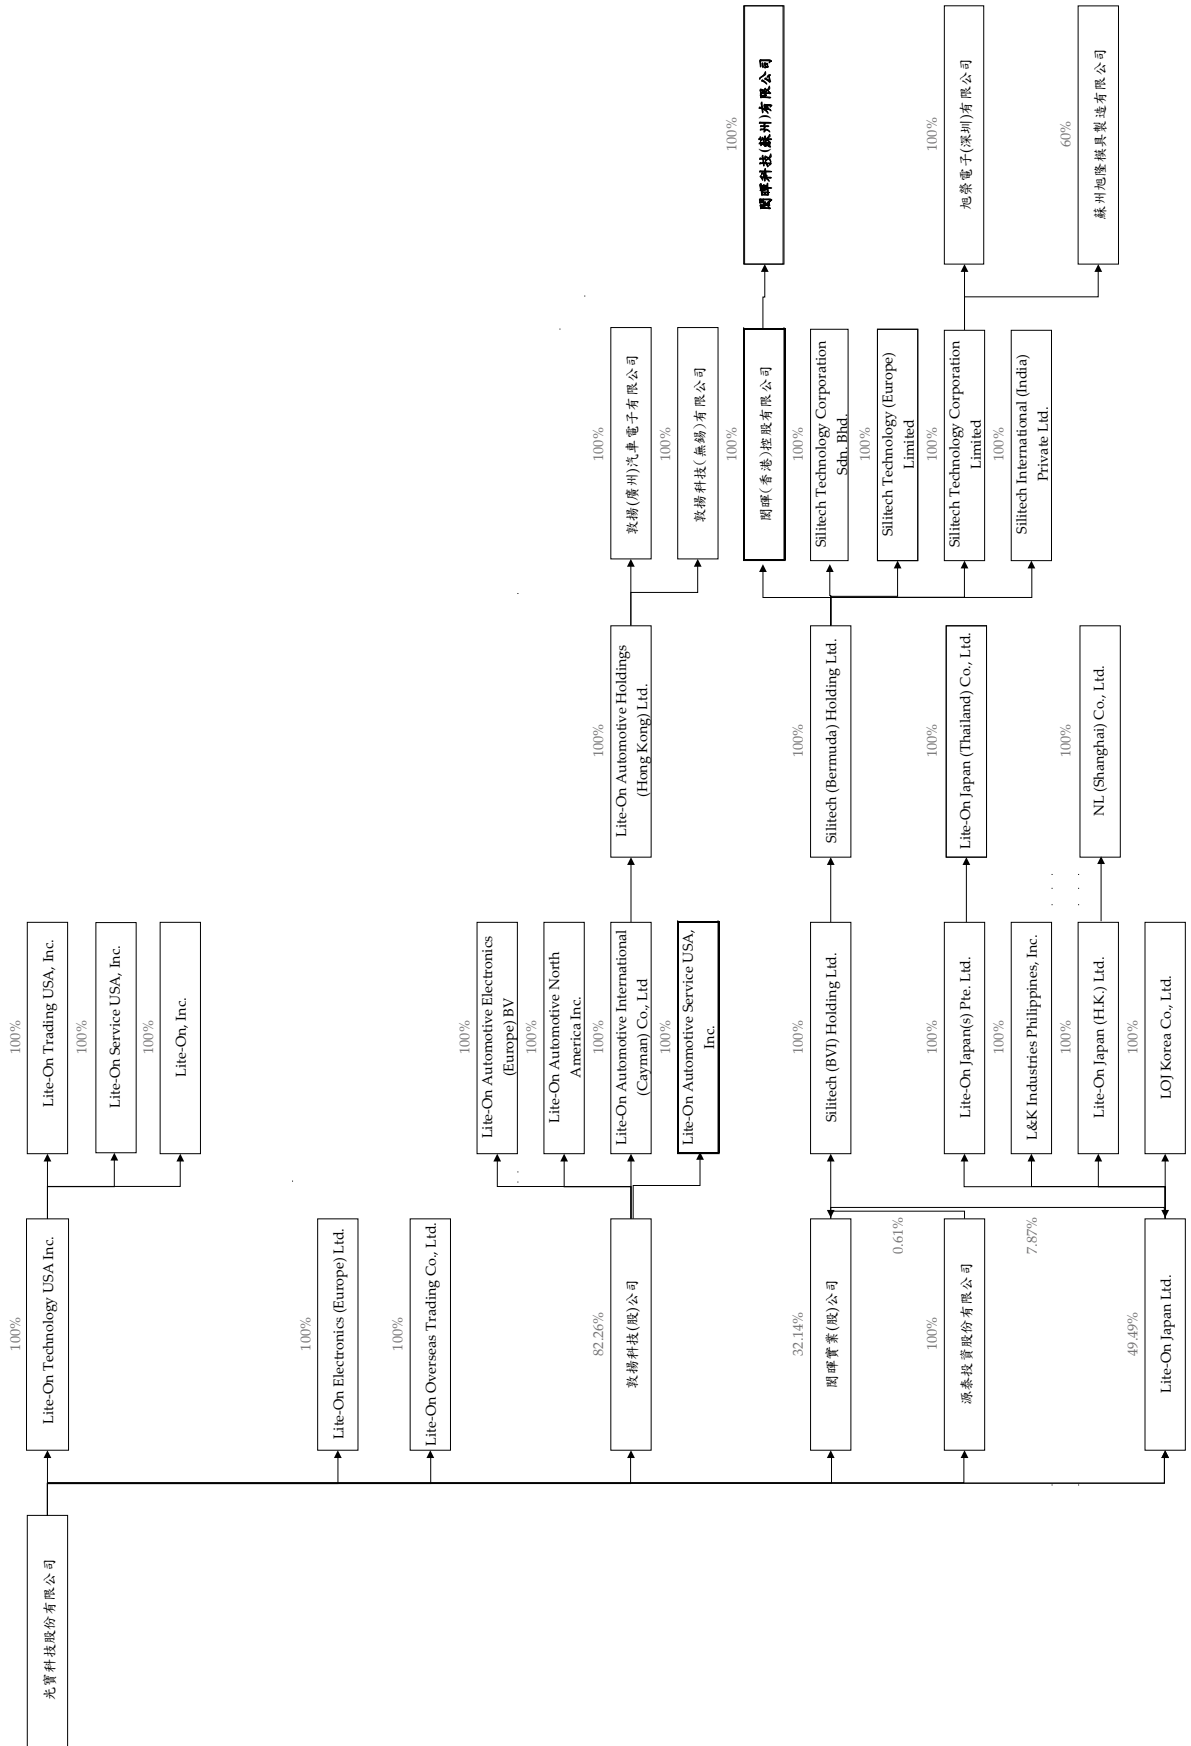 100%
100%
光寶科技股份有限公司
Lite-On Technology USA Inc.
Lite-On Trading USA, Inc.
100%
Lite-On Service USA, Inc.
100%
Lite-On, Inc.
100%
Lite-On Electronics (Europe) Ltd.
100%
Lite-On Overseas Trading Co., Ltd.
100%
Lite-On Automotive Electronics
(Europe) BV
100%
Lite-On Automotive North
America Inc.
82.26%
100%
100%
100%
敦揚科技(股)公司
Lite-On Automotive International
(Cayman) Co., Ltd
Lite-On Automotive Holdings
(Hong Kong) Ltd.
敦揚(廣州)汽車電子有限公司
100%
100%
Lite-On Automotive Service USA,
Inc.
敦揚科技(無錫)有限公司
100%
100%
閎暉(香港)控股有限公司
閎暉科技(蘇州)有限公司
32.14%
100%
100%
100%
閎暉實業(股)公司
Silitech (BVI) Holding Ltd.
Silitech (Bermuda) Holding Ltd.
Silitech Technology Corporation
Sdn. Bhd.
100%
Silitech Technology (Europe)
Limited
0.61%
100%
100%
100%
100%
100%
源泰投資股份有限公司
Lite-On Japan(s) Pte. Ltd.
Lite-On Japan (Thailand) Co., Ltd.
Silitech Technology Corporation
Limited
旭榮電子(深圳)有限公司
100%
100%
L&K Industries Philippines, Inc.
Silitech International (India)
Private Ltd.
7.87%
100%
100%
60%
Lite-On Japan (H.K.) Ltd.
NL (Shanghai) Co., Ltd.
蘇州旭隆模具製造有限公司
49.49%
100%
Lite-On Japan Ltd.
LOJ Korea Co., Ltd.